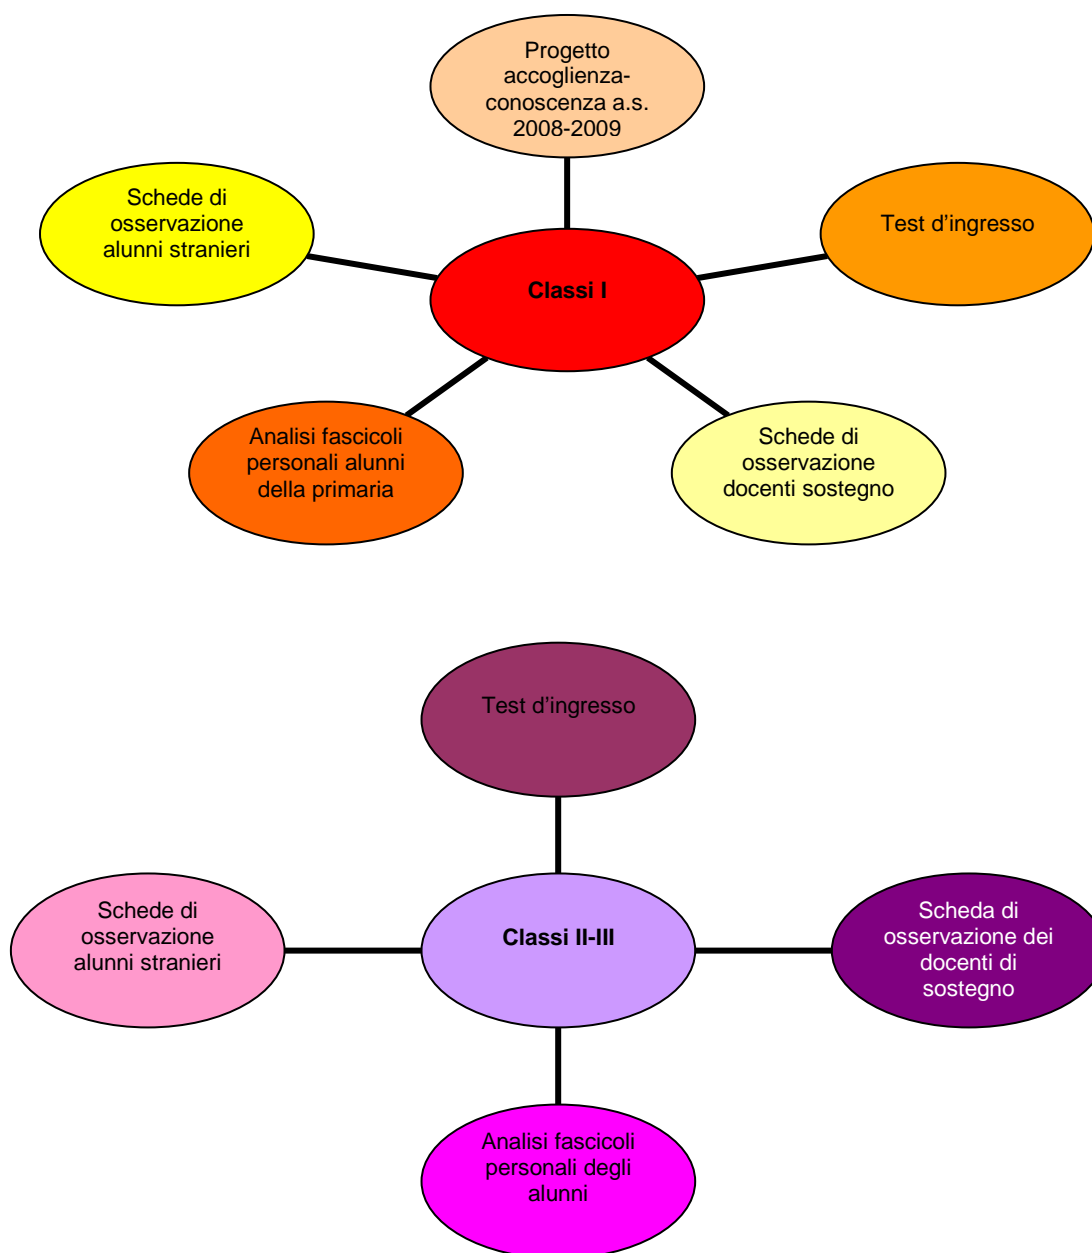 Progetto
accoglienza-
conoscenza a.s.
2008-2009
Schede di
osservazione
alunni stranieri
Test d’ingresso
Classi I
Analisi fascicoli
personali alunni
della primaria
Schede di
osservazione
docenti sostegno
Test d’ingresso
Schede di
osservazione
alunni stranieri
Classi II-III
Scheda di
osservazione dei
docenti di
sostegno
Analisi fascicoli
personali degli
alunni